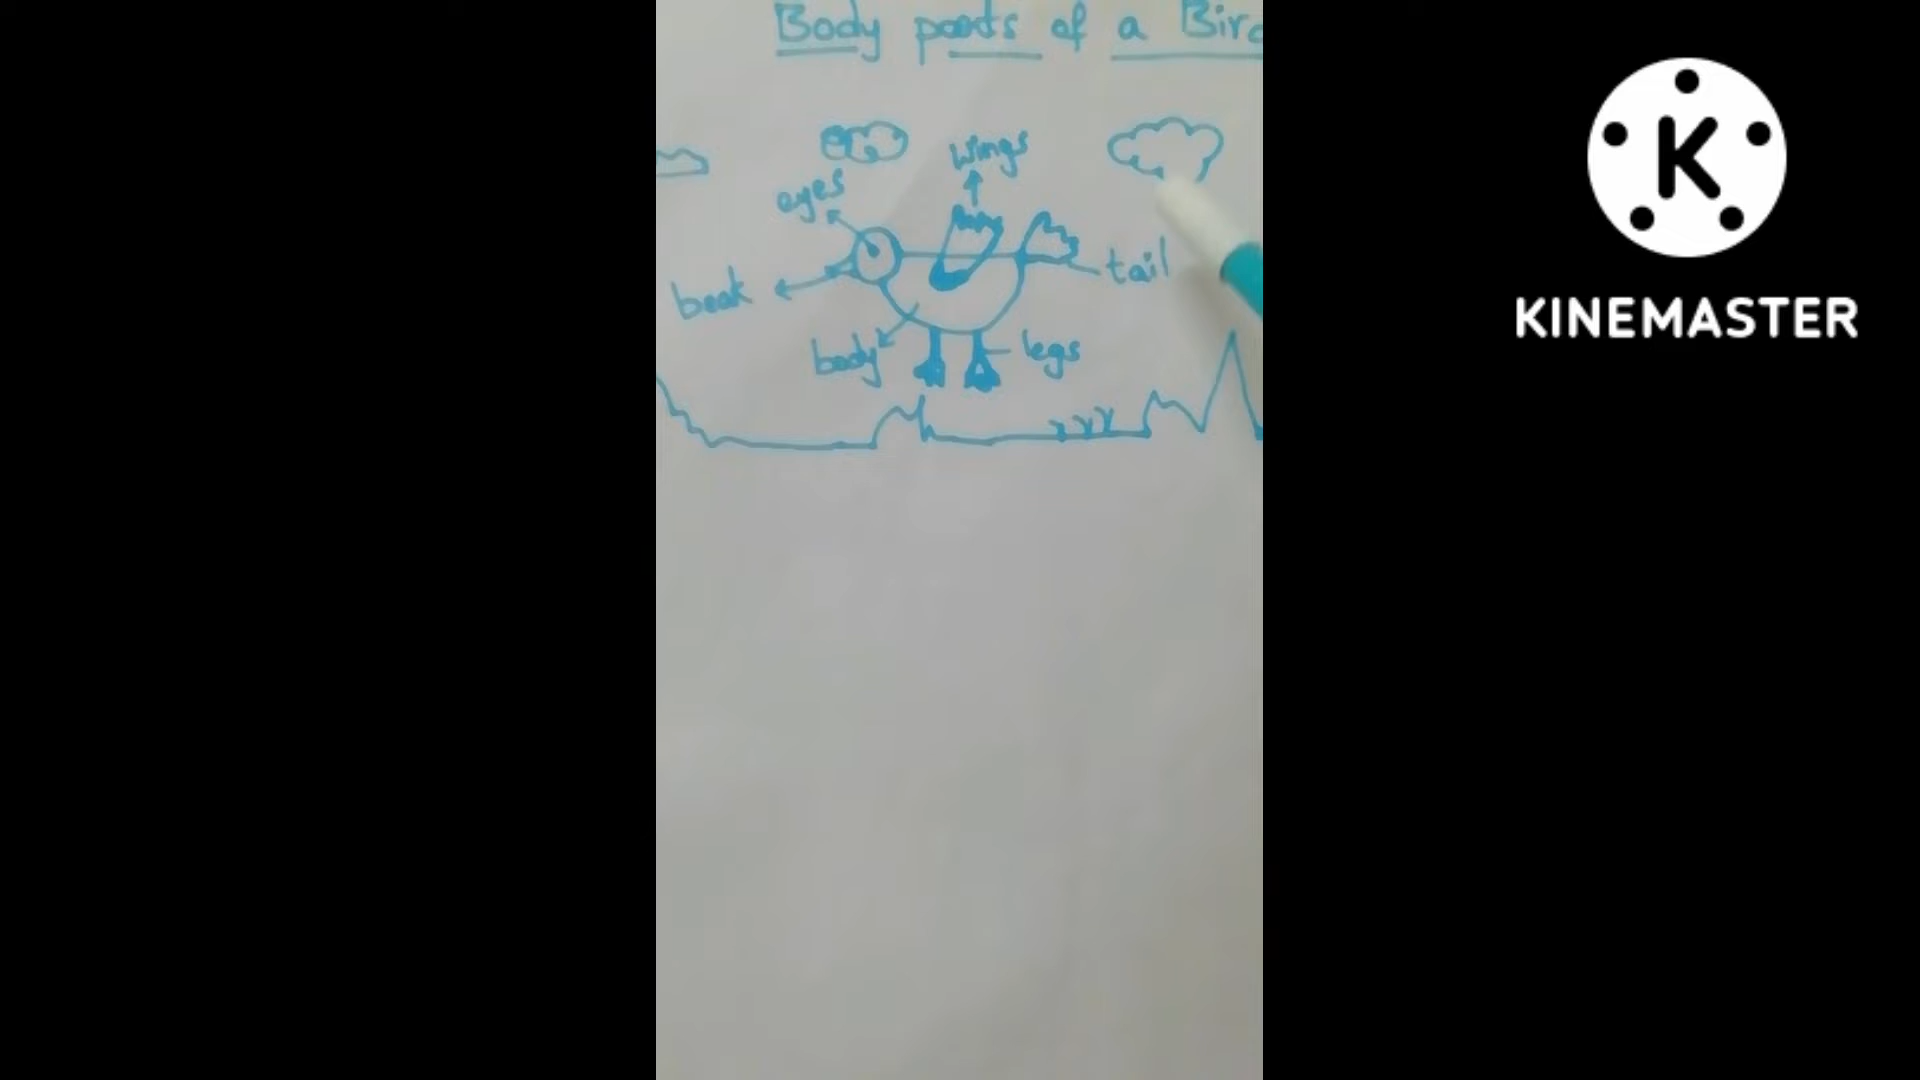 Body parts of a Bird
wings
eyes
tail
beak
body
legs
KINEMASTER